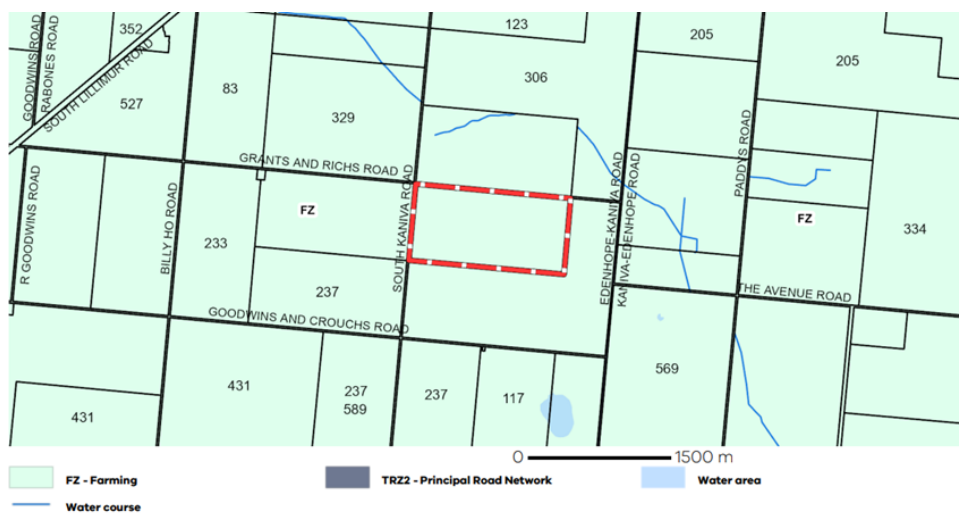 123
352
205
205
GOODWINS ROAD
RABONES ROAD
SOUTH LILLIMUR ROAD
306
83
527
329
PADDYS ROAD
GRANTS AND RICHS ROAD
R GOODWINS ROAD
BILLY HO ROAD
SOUTH KANIVA ROAD
EDENHOPE-KANIVA ROAD
KANIVA-EDENHOPE ROAD
FZ
FZ
334
233
237
THE AVENUE ROAD
GOODWINS AND CROUCHS ROAD
569
431
237
589
237
117
431
0 1500 m
FZ - Farming
TRZ2 - Principal Road Network
Water area
Water course